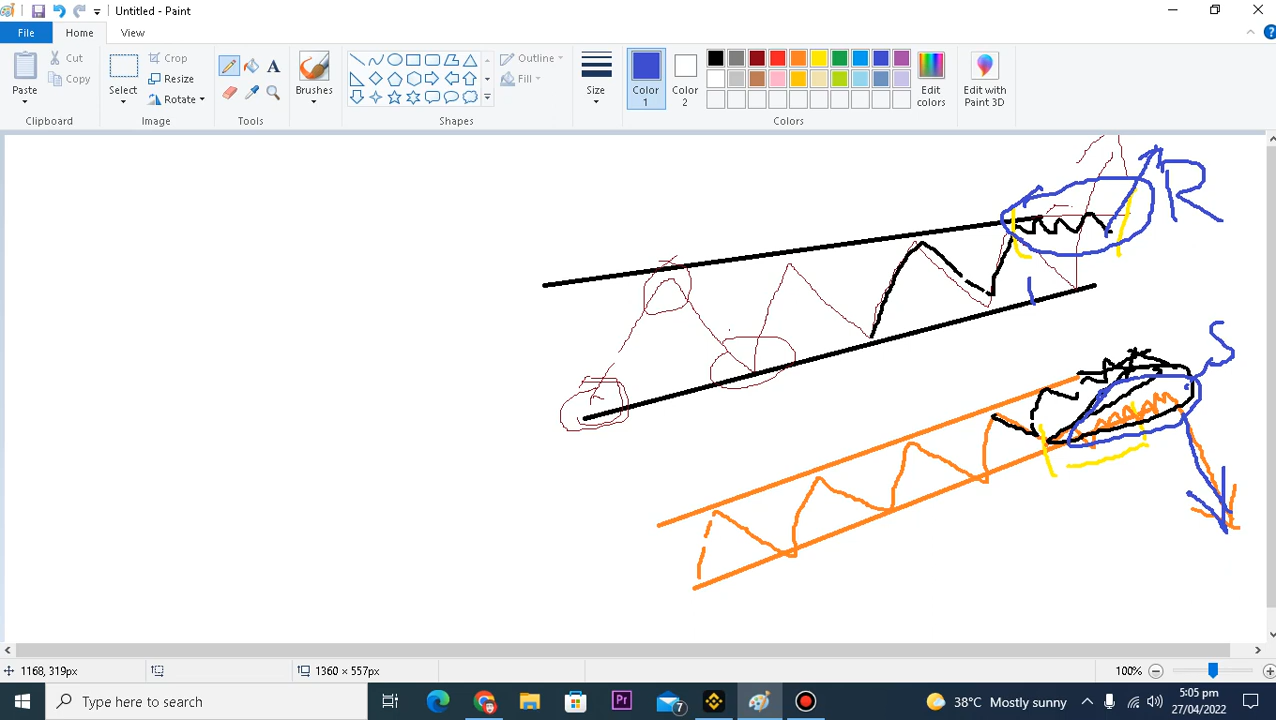 Untitled - Paint
File
Home
View
Paste
Cut
Copy
Clipboard
Select
Crop
Resize
Rotate
Image
Tools
Brushes
Shapes
Outline
Fill
Size
Color
1
Color
2
Colors
Edit
colors
Edit with
Paint 3D
R
S
1168, 319px
1360 × 557px
100%
Type here to search
Pr
7
38°C Mostly sunny
5:05 pm
27/04/2022